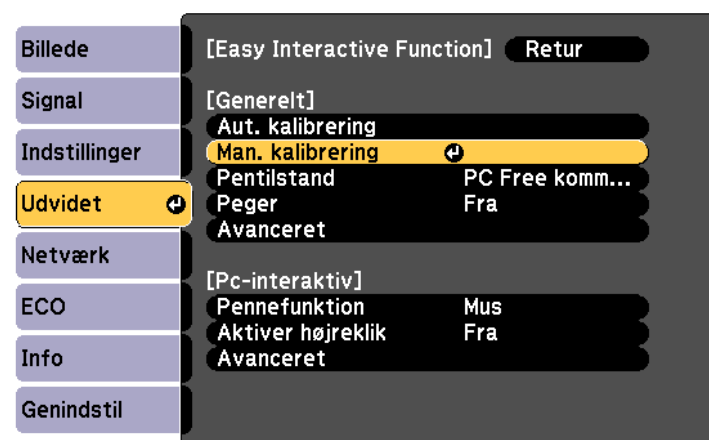 Billede
Signal
Indstillinger
Udvidet
Netværk
ECO
Info
Genindstil
[Easy Interactive Function] Retur
[Generelt]
Aut. kalibrering
Man. kalibrering
Pentilstand PC Free komm...
Peger Fra
Avanceret
[Pc-interaktiv]
Pennefunktion Mus
Aktiver højreklik Fra
Avanceret